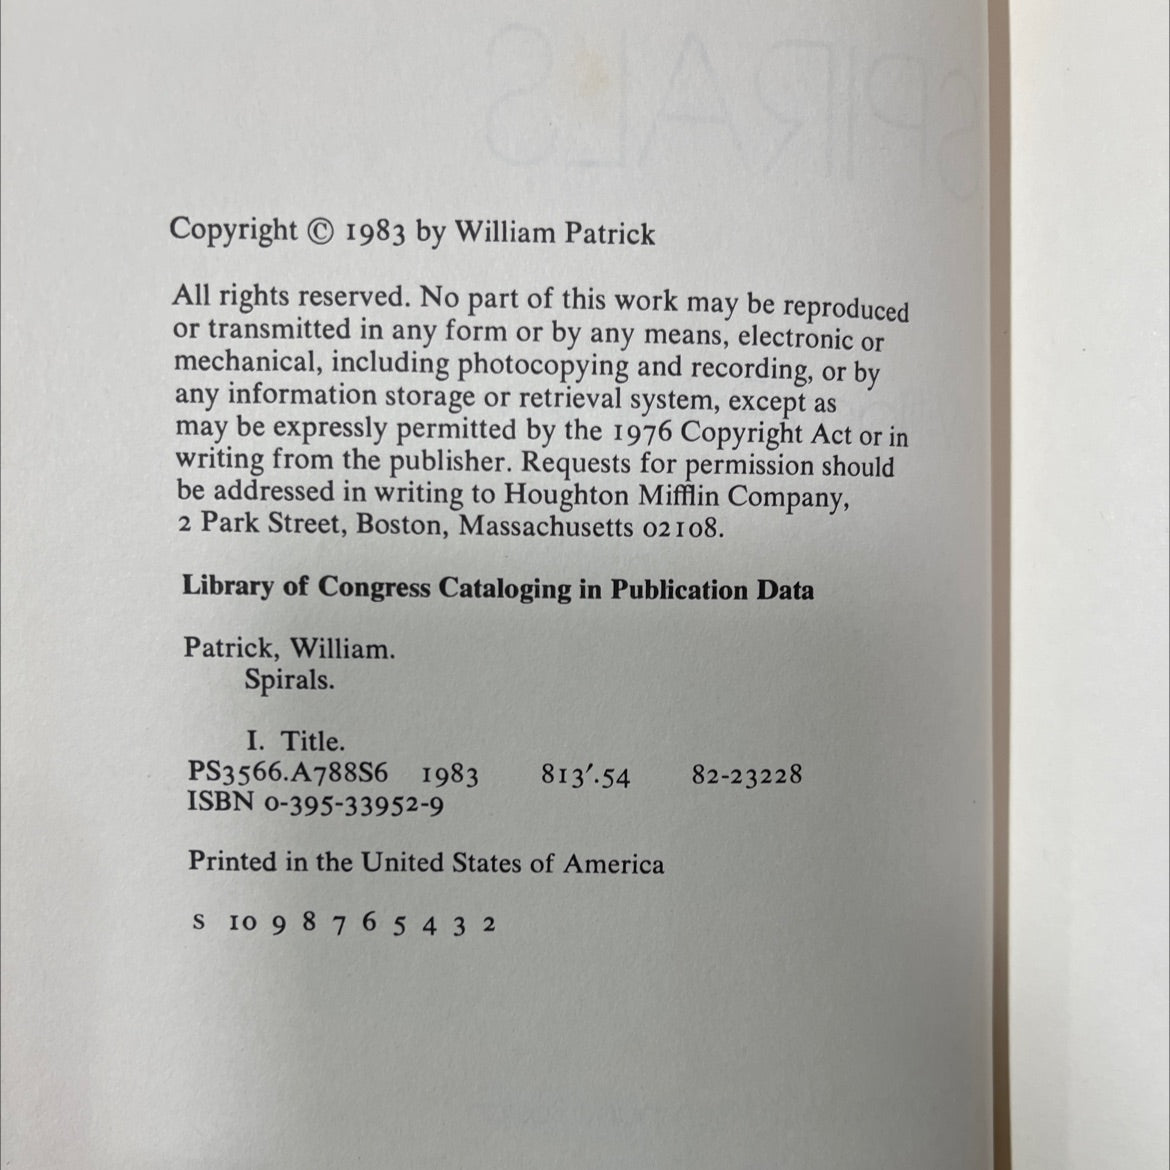 SPIRALS
Copyright © 1983 by William Patrick
All rights reserved. No part of this work may be reproduced
or transmitted in any form or by any means, electronic or
mechanical, including photocopying and recording, or by
any information storage or retrieval system, except as
may be expressly permitted by the 1976 Copyright Act or in
writing from the publisher. Requests for permission should
be addressed in writing to Houghton Mifflin Company,
2 Park Street, Boston, Massachusetts 02108.
Library of Congress Cataloging in Publication Data
Patrick, William.
Spirals.
I. Title.
PS3566.A788S6 1983 813′.54 82-23228
ISBN 0-395-33952-9
Printed in the United States of America
S 10 9 8 7 6 5 4 3 2